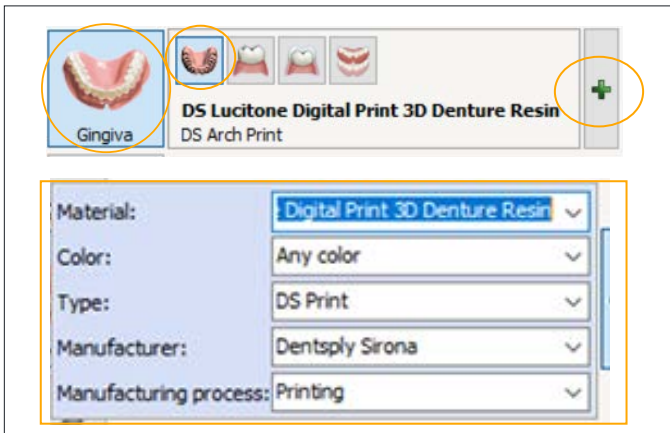 DS Lucitone Digital Print 3D Denture Resin
Gingiva
DS Arch Print
Material: Digital Print 3D Denture Resin
Color: Any color
Type: DS Print
Manufacturer: Dentsply Sirona
Manufacturing process: Printing